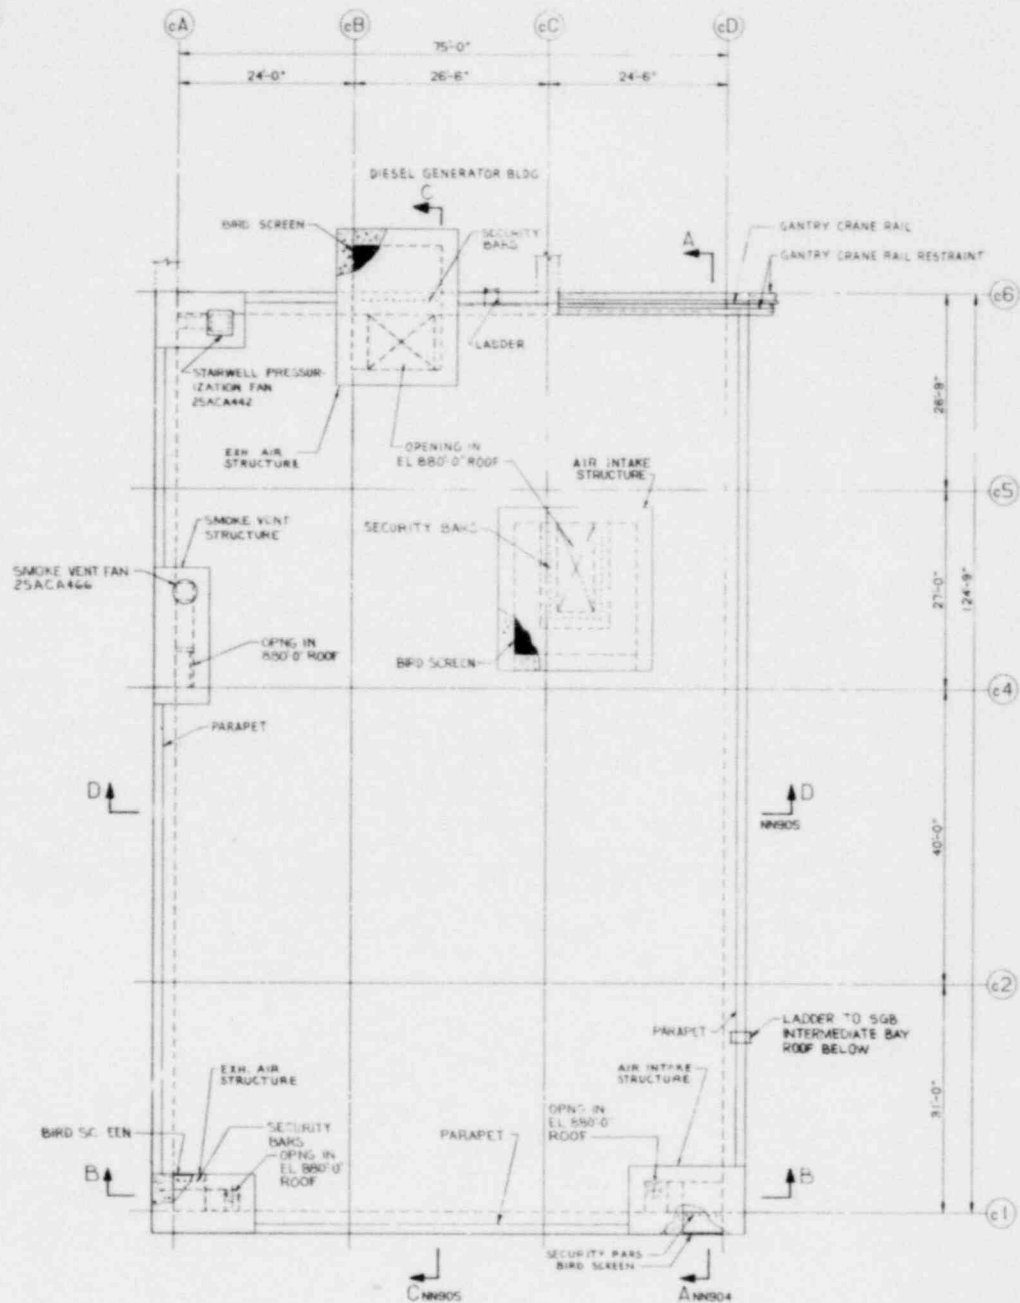 cA
cB
cC
cD
75'-0"
24'-0"
26'-6"
24'-6"
DIESEL GENERATOR BLDG
C
BIRD SCREEN
SECURITY
BARS
A
GANTRY CRANE RAIL
GANTRY CRANE RAIL RESTRAINT
c6
LADDER
STAIRWELL PRESSUR-
IZATION FAN
25ACA442
26'-9"
EXH AIR
STRUCTURE
OPENING IN
EL 880'-0" ROOF
AIR INTAKE
STRUCTURE
c5
SMOKE VENT
STRUCTURE
SECURITY BARS
SMOKE VENT FAN
25ACA466
27'-0"
124'-9"
OPNG IN
880'-0" ROOF
BIRD SCREEN
c4
PARAPET
D
D
NN905
40'-0"
c2
PARAPET
LADDER TO SGB
INTERMEDIATE BAY
ROOF BELOW
EXH. AIR
STRUCTURE
AIR INTAKE
STRUCTURE
31'-0"
OPNG IN
EL 880'-0"
ROOF
BIRD SC EEN
SECURITY
BARS
OPNG IN
EL 880'-0"
ROOF
PARAPET
B
B
c1
SECURITY BARS
BIRD SCREEN
C NN905
A NN904